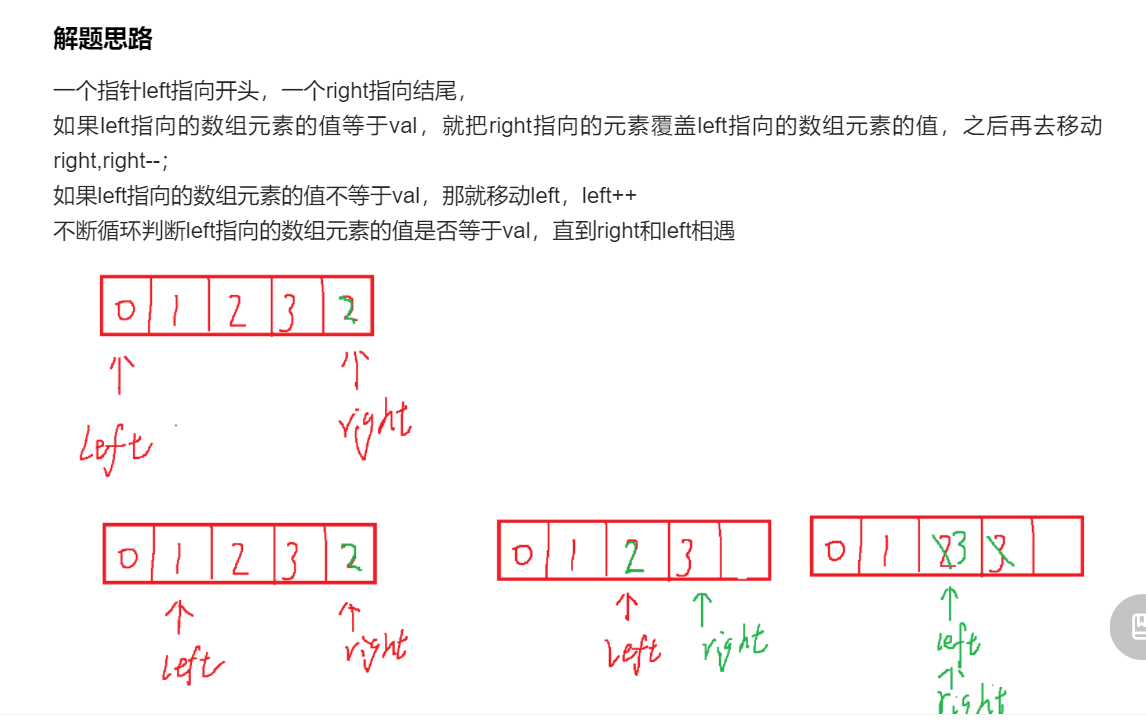 解题思路
一个指针left指向开头，一个right指向结尾，
如果left指向的数组元素的值等于val，就把right指向的元素覆盖left指向的数组元素的值，之后再去移动
right,right--；
如果left指向的数组元素的值不等于val，那就移动left，left++
不断循环判断left指向的数组元素的值是否等于val，直到right和left相遇
0 1 2 3 2
left right
0 1 2 3 2
left right
0 1 2 3
left right
0 1 2 3 3
left
right